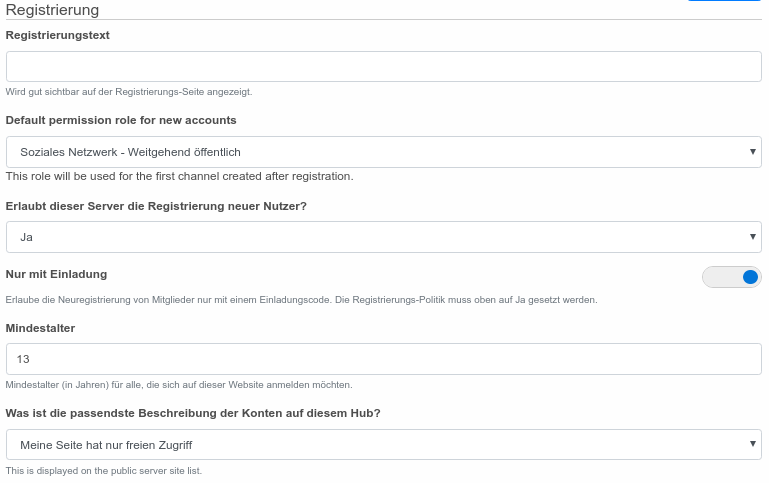 Registrierung
Registrierungstext
Wird gut sichtbar auf der Registrierungs-Seite angezeigt.
Default permission role for new accounts
Soziales Netzwerk - Weitgehend öffentlich
This role will be used for the first channel created after registration.
Erlaubt dieser Server die Registrierung neuer Nutzer?
Ja
Nur mit Einladung
Erlaube die Neuregistrierung von Mitglieder nur mit einem Einladungscode. Die Registrierungs-Politik muss oben auf Ja gesetzt werden.
Mindestalter
13
Mindestalter (in Jahren) für alle, die sich auf dieser Website anmelden möchten.
Was ist die passendste Beschreibung der Konten auf diesem Hub?
Meine Seite hat nur freien Zugriff
This is displayed on the public server site list.